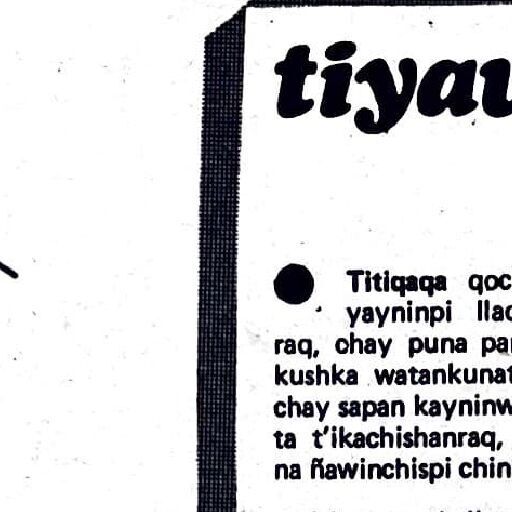 tiyau
● Titiqaqa qoc
yayninpi llac
raq, chay puna par
kushka watankunat
chay sapan kayninw
ta t'ikachishanraq,
na ñawinchispi chin